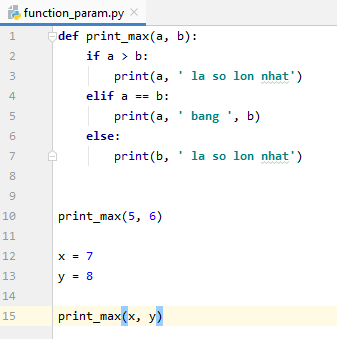 function_param.py
1 def print_max(a, b):
2     if a > b:
3         print(a, ' la so lon nhat')
4     elif a == b:
5         print(a, ' bang ', b)
6     else:
7         print(b, ' la so lon nhat')
8
9
10 print_max(5, 6)
11
12 x = 7
13 y = 8
14
15 print_max(x, y)